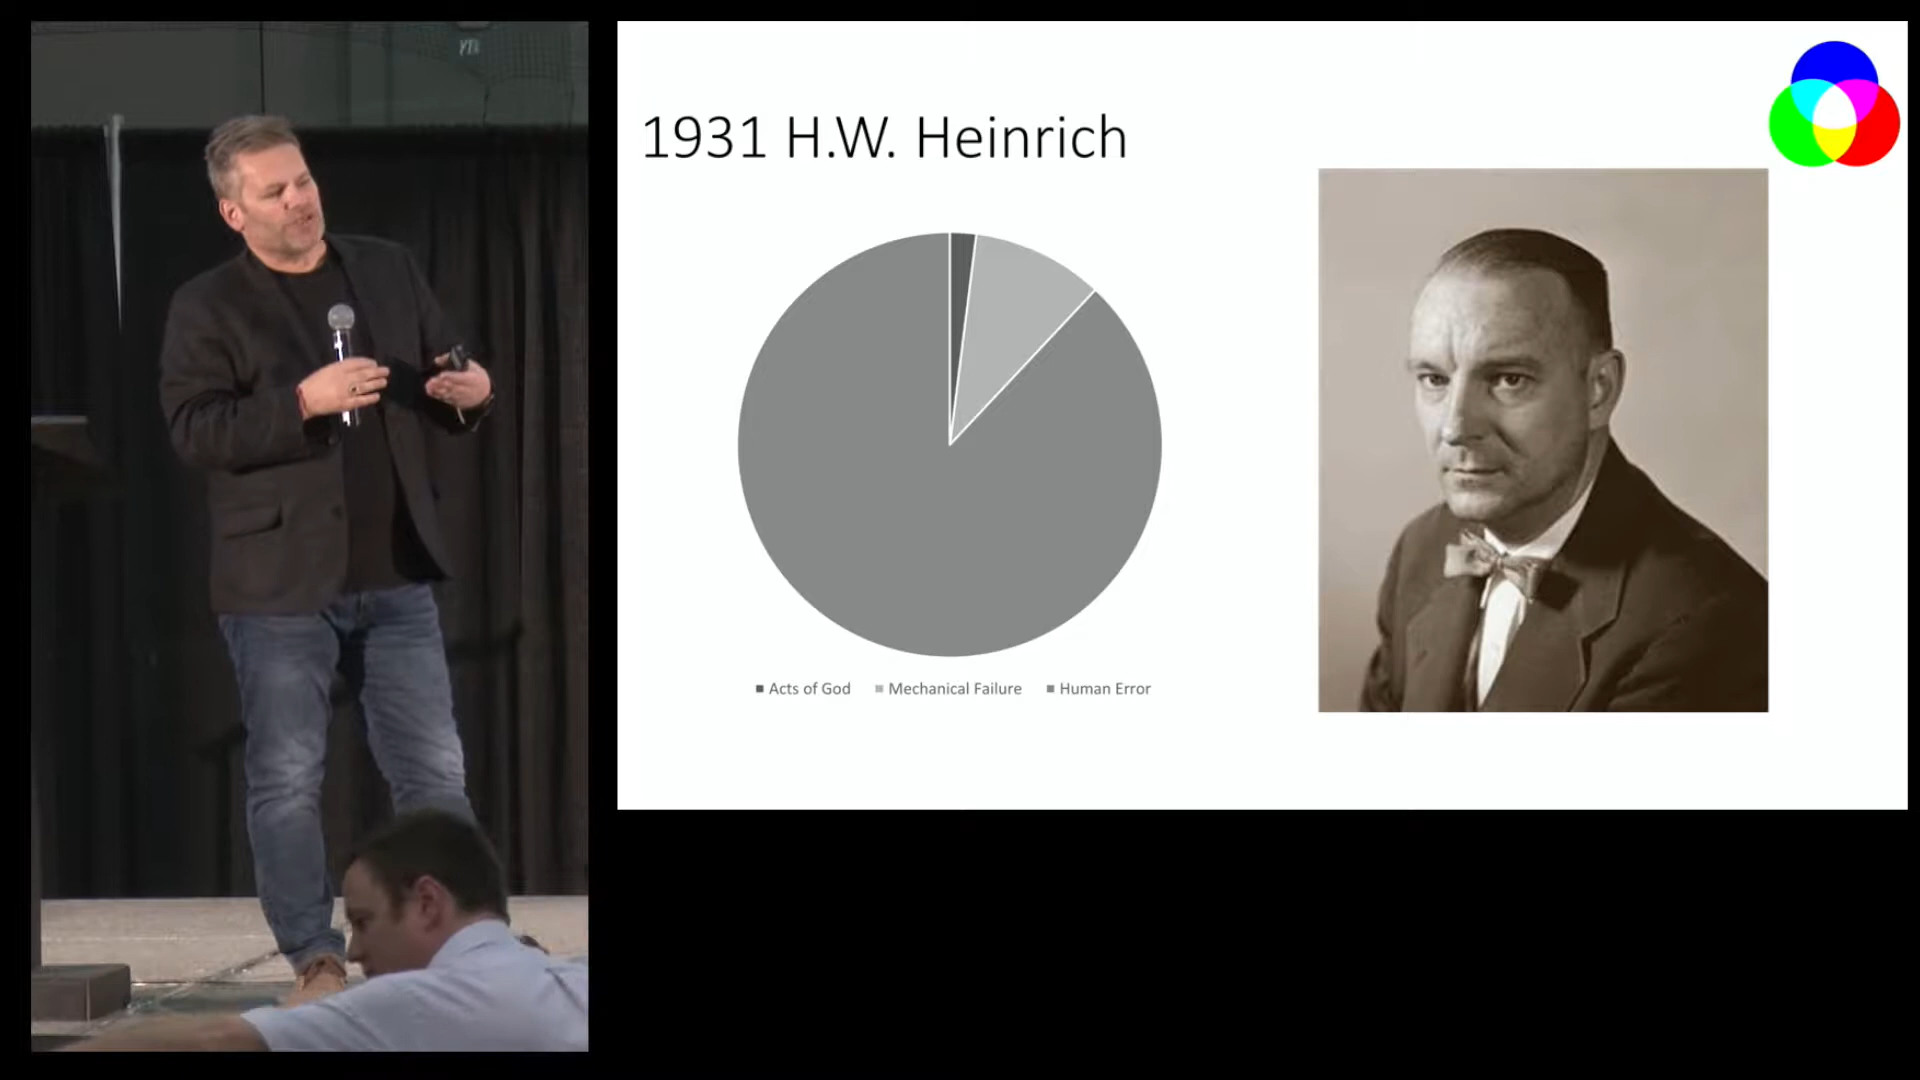 1931 H.W. Heinrich
Acts of God Mechanical Failure Human Error